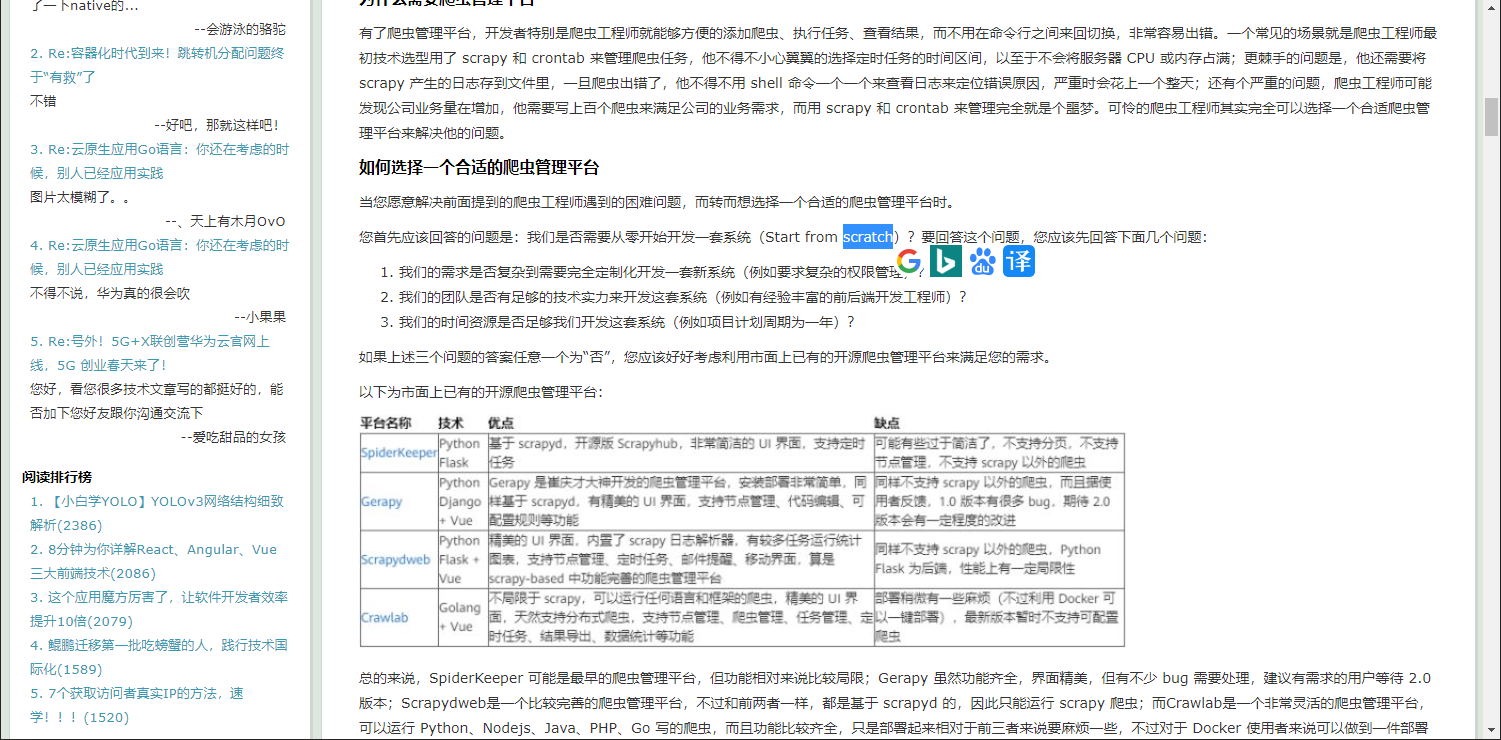 了一下native的...
--会游泳的骆驼
2. Re:容器化时代到来！跳转机分配问题终
于“有救”了
不错
--好吧，那就这样吧！
3. Re:云原生应用Go语言：你还在考虑的时
候，别人已经应用实践
图片太模糊了。。
--、天上有木月OvO
4. Re:云原生应用Go语言：你还在考虑的时
候，别人已经应用实践
不得不说，华为真的很会吹
--小果果
5. Re:号外！5G+X联创营华为云官网上
线，5G 创业春天来了！
您好，看您很多技术文章写的都挺好的，能
否加下您好友跟你沟通交流下
--爱吃甜品的女孩
阅读排行榜
1. 【小白学YOLO】YOLOv3网络结构细致
解析(2386)
2. 8分钟为你详解React、Angular、Vue
三大前端技术(2086)
3. 这个应用魔方厉害了，让软件开发者效率
提升10倍(2079)
4. 鲲鹏迁移第一批吃螃蟹的人，践行技术国
际化(1589)
5. 7个获取访问者真实IP的方法，速
学！！！(1520)
为什么需要爬虫管理平台
有了爬虫管理平台，开发者特别是爬虫工程师就能够方便的添加爬虫、执行任务、查看结果，而不用在命令行之间来回切换，非常容易出错。一个常见的场景就是爬虫工程师最
初技术选型用了 scrapy 和 crontab 来管理爬虫任务，他不得不小心翼翼的选择定时任务的时间区间，以至于不会将服务器 CPU 或内存占满；更棘手的问题是，他还需要将
scrapy 产生的日志存到文件里，一旦爬虫出错了，他不得不用 shell 命令一个一个来查看日志来定位错误原因，严重时会花上一个整天；还有个严重的问题，爬虫工程师可能
发现公司业务量在增加，他需要写上百个爬虫来满足公司的业务需求，而用 scrapy 和 crontab 来管理完全就是个噩梦。可怜的爬虫工程师其实完全可以选择一个合适爬虫管
理平台来解决他的问题。
如何选择一个合适的爬虫管理平台
当您愿意解决前面提到的爬虫工程师遇到的困难问题，而转而想选择一个合适的爬虫管理平台时。
您首先应该回答的问题是：我们是否需要从零开始开发一套系统（Start from scratch）？要回答这个问题，您应该先回答下面几个问题：
1. 我们的需求是否复杂到需要完全定制化开发一套新系统（例如要求复杂的权限管理）？
2. 我们的团队是否有足够的技术实力来开发这套系统（例如有经验丰富的前后端开发工程师）？
3. 我们的时间资源是否足够我们开发这套系统（例如项目计划周期为一年）？
G b du 译
如果上述三个问题的答案任意一个为“否”，您应该好好考虑利用市面上已有的开源爬虫管理平台来满足您的需求。
以下为市面上已有的开源爬虫管理平台：
平台名称 技术 优点 缺点
SpiderKeeper
Python
Flask
基于 scrapyd，开源版 Scrapyhub，非常简洁的 UI 界面，支持定时
任务
可能有些过于简洁了，不支持分页，不支持
节点管理，不支持 scrapy 以外的爬虫
Gerapy
Python
Django
+ Vue
Gerapy 是崔庆才大神开发的爬虫管理平台，安装部署非常简单，同
样基于 scrapyd，有精美的 UI 界面，支持节点管理、代码编辑、可
配置规则等功能
同样不支持 scrapy 以外的爬虫，而且据使
用者反馈，1.0 版本有很多 bug，期待 2.0
版本会有一定程度的改进
Scrapydweb
Python
Flask +
Vue
精美的 UI 界面，内置了 scrapy 日志解析器，有较多任务运行统计
图表，支持节点管理、定时任务、邮件提醒、移动界面，算是
scrapy-based 中功能完善的爬虫管理平台
同样不支持 scrapy 以外的爬虫，Python
Flask 为后端，性能上有一定局限性
Crawlab
Golang
+ Vue
不局限于 scrapy，可以运行任何语言和框架的爬虫，精美的 UI 界
面，天然支持分布式爬虫，支持节点管理、爬虫管理、任务管理、定
时任务、结果导出、数据统计等功能
部署稍微有一些麻烦（不过利用 Docker 可
以一键部署），最新版本暂时不支持可配置
爬虫
总的来说，SpiderKeeper 可能是最早的爬虫管理平台，但功能相对来说比较局限；Gerapy 虽然功能齐全，界面精美，但有不少 bug 需要处理，建议有需求的用户等待 2.0
版本；Scrapydweb是一个比较完善的爬虫管理平台，不过和前两者一样，都是基于 scrapyd 的，因此只能运行 scrapy 爬虫；而Crawlab是一个非常灵活的爬虫管理平台，
可以运行 Python、Nodejs、Java、PHP、Go 写的爬虫，而且功能比较齐全，只是部署起来相对于前三者来说要麻烦一些，不过对于 Docker 使用者来说可以做到一件部署